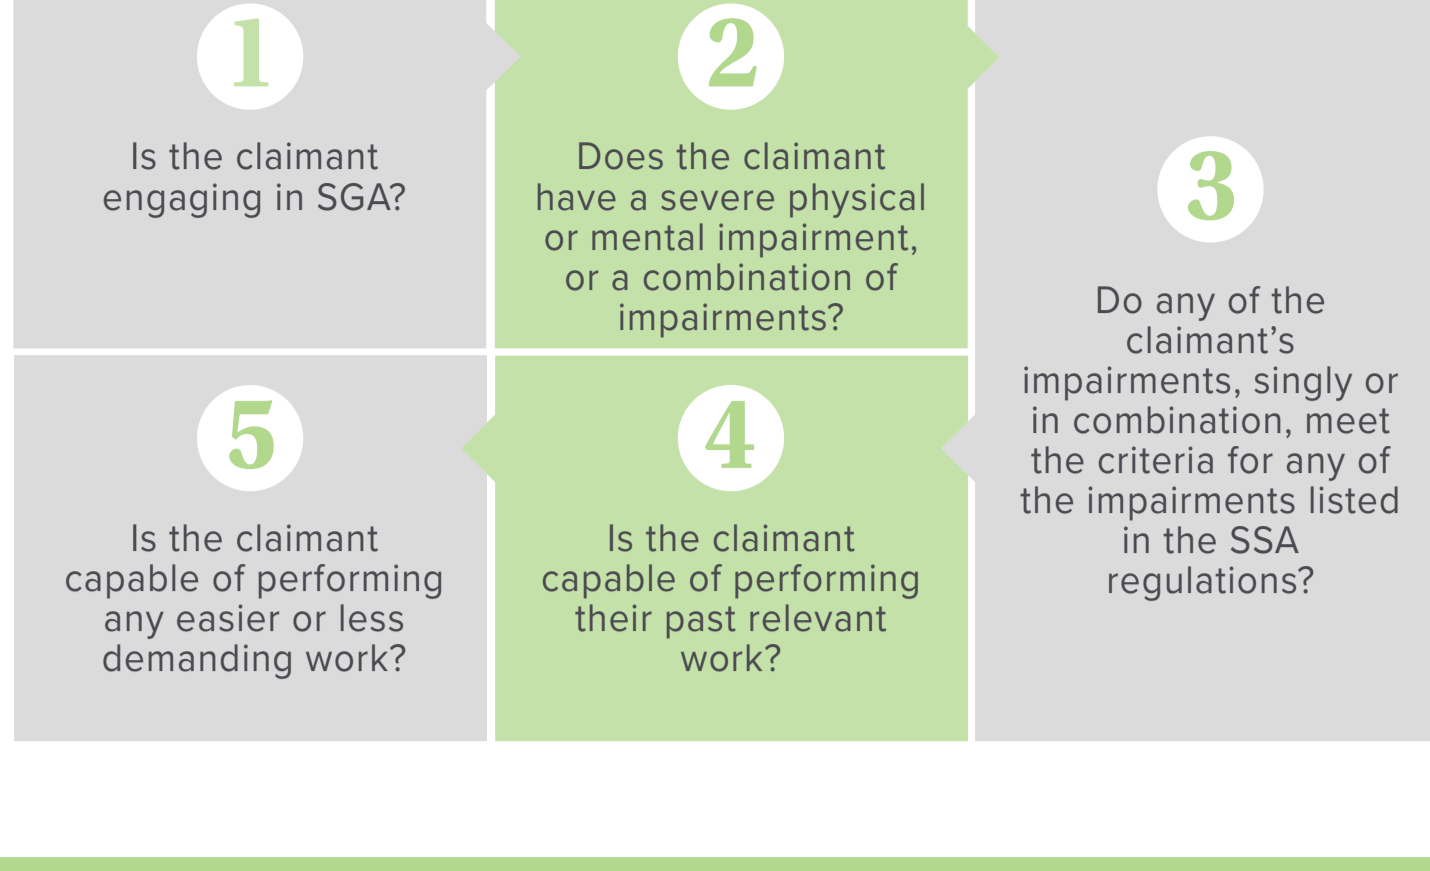 1
Is the claimant
engaging in SGA?
2
Does the claimant
have a severe physical
or mental impairment,
or a combination of
impairments?
3
Do any of the
claimant’s
impairments, singly or
in combination, meet
the criteria for any of
the impairments listed
in the SSA
regulations?
4
Is the claimant
capable of performing
their past relevant
work?
5
Is the claimant
capable of performing
any easier or less
demanding work?